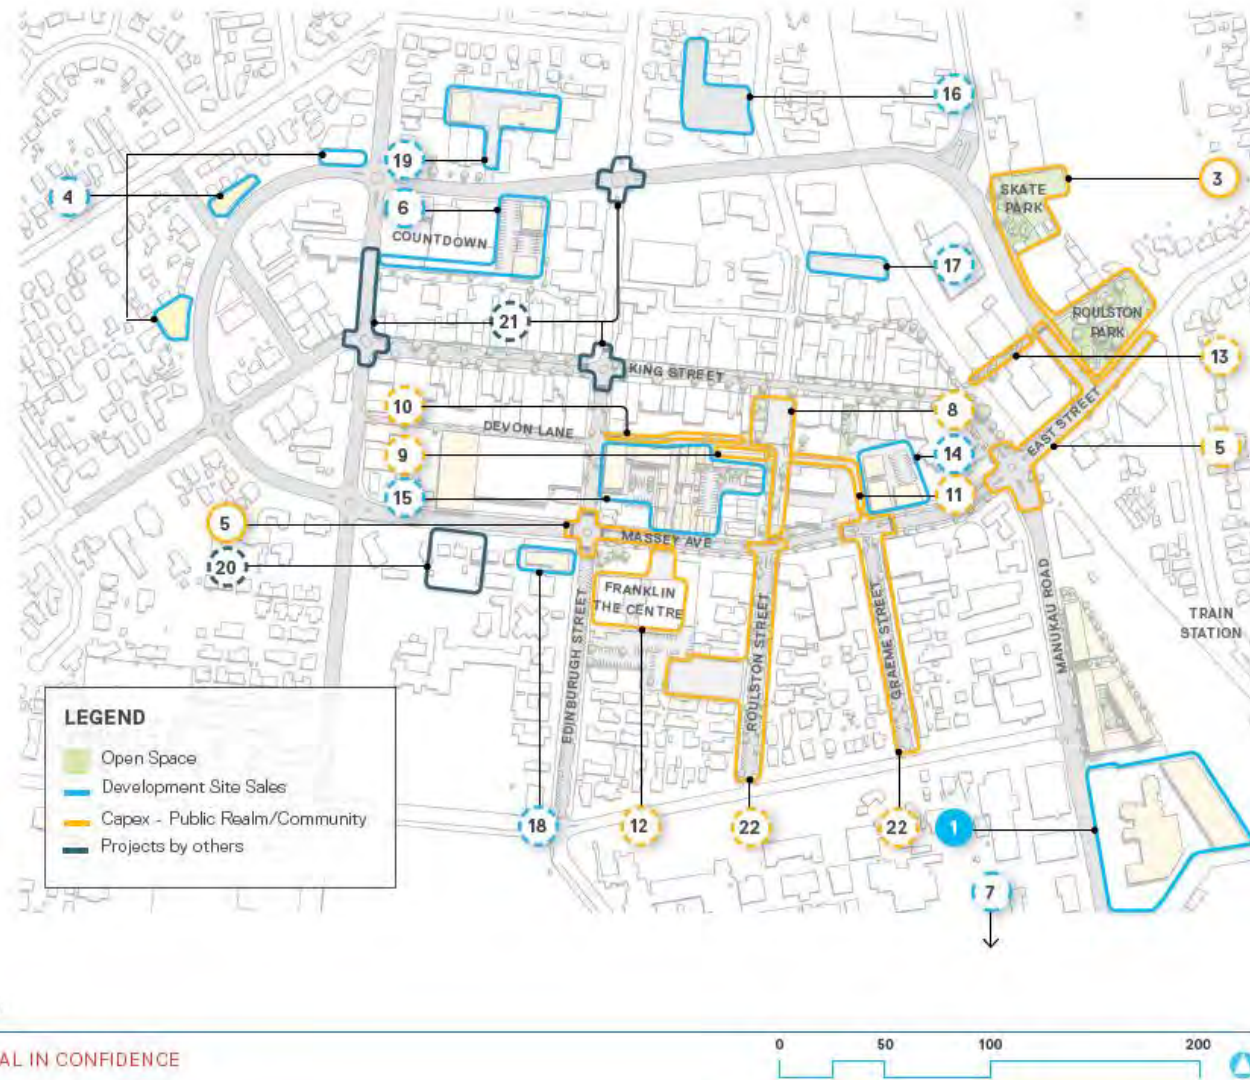 16
19
3
SKATE
PARK
4
6
COUNTDOWN
17
ROULSTON
PARK
21
13
KING STREET
10
8
DEVON LANE
EAST STREET
9
14
5
15
11
5
MASSEY AVE
20
FRANKLIN
THE CENTRE
EDINBURUGH STREET
ROULSTON STREET
GRAEME STREET
MANUKAU ROAD
TRAIN
STATION
LEGEND
Open Space
Development Site Sales
Capex - Public Realm/Community
Projects by others
18
12
22
22
1
7
AL IN CONFIDENCE
0 50 100 200